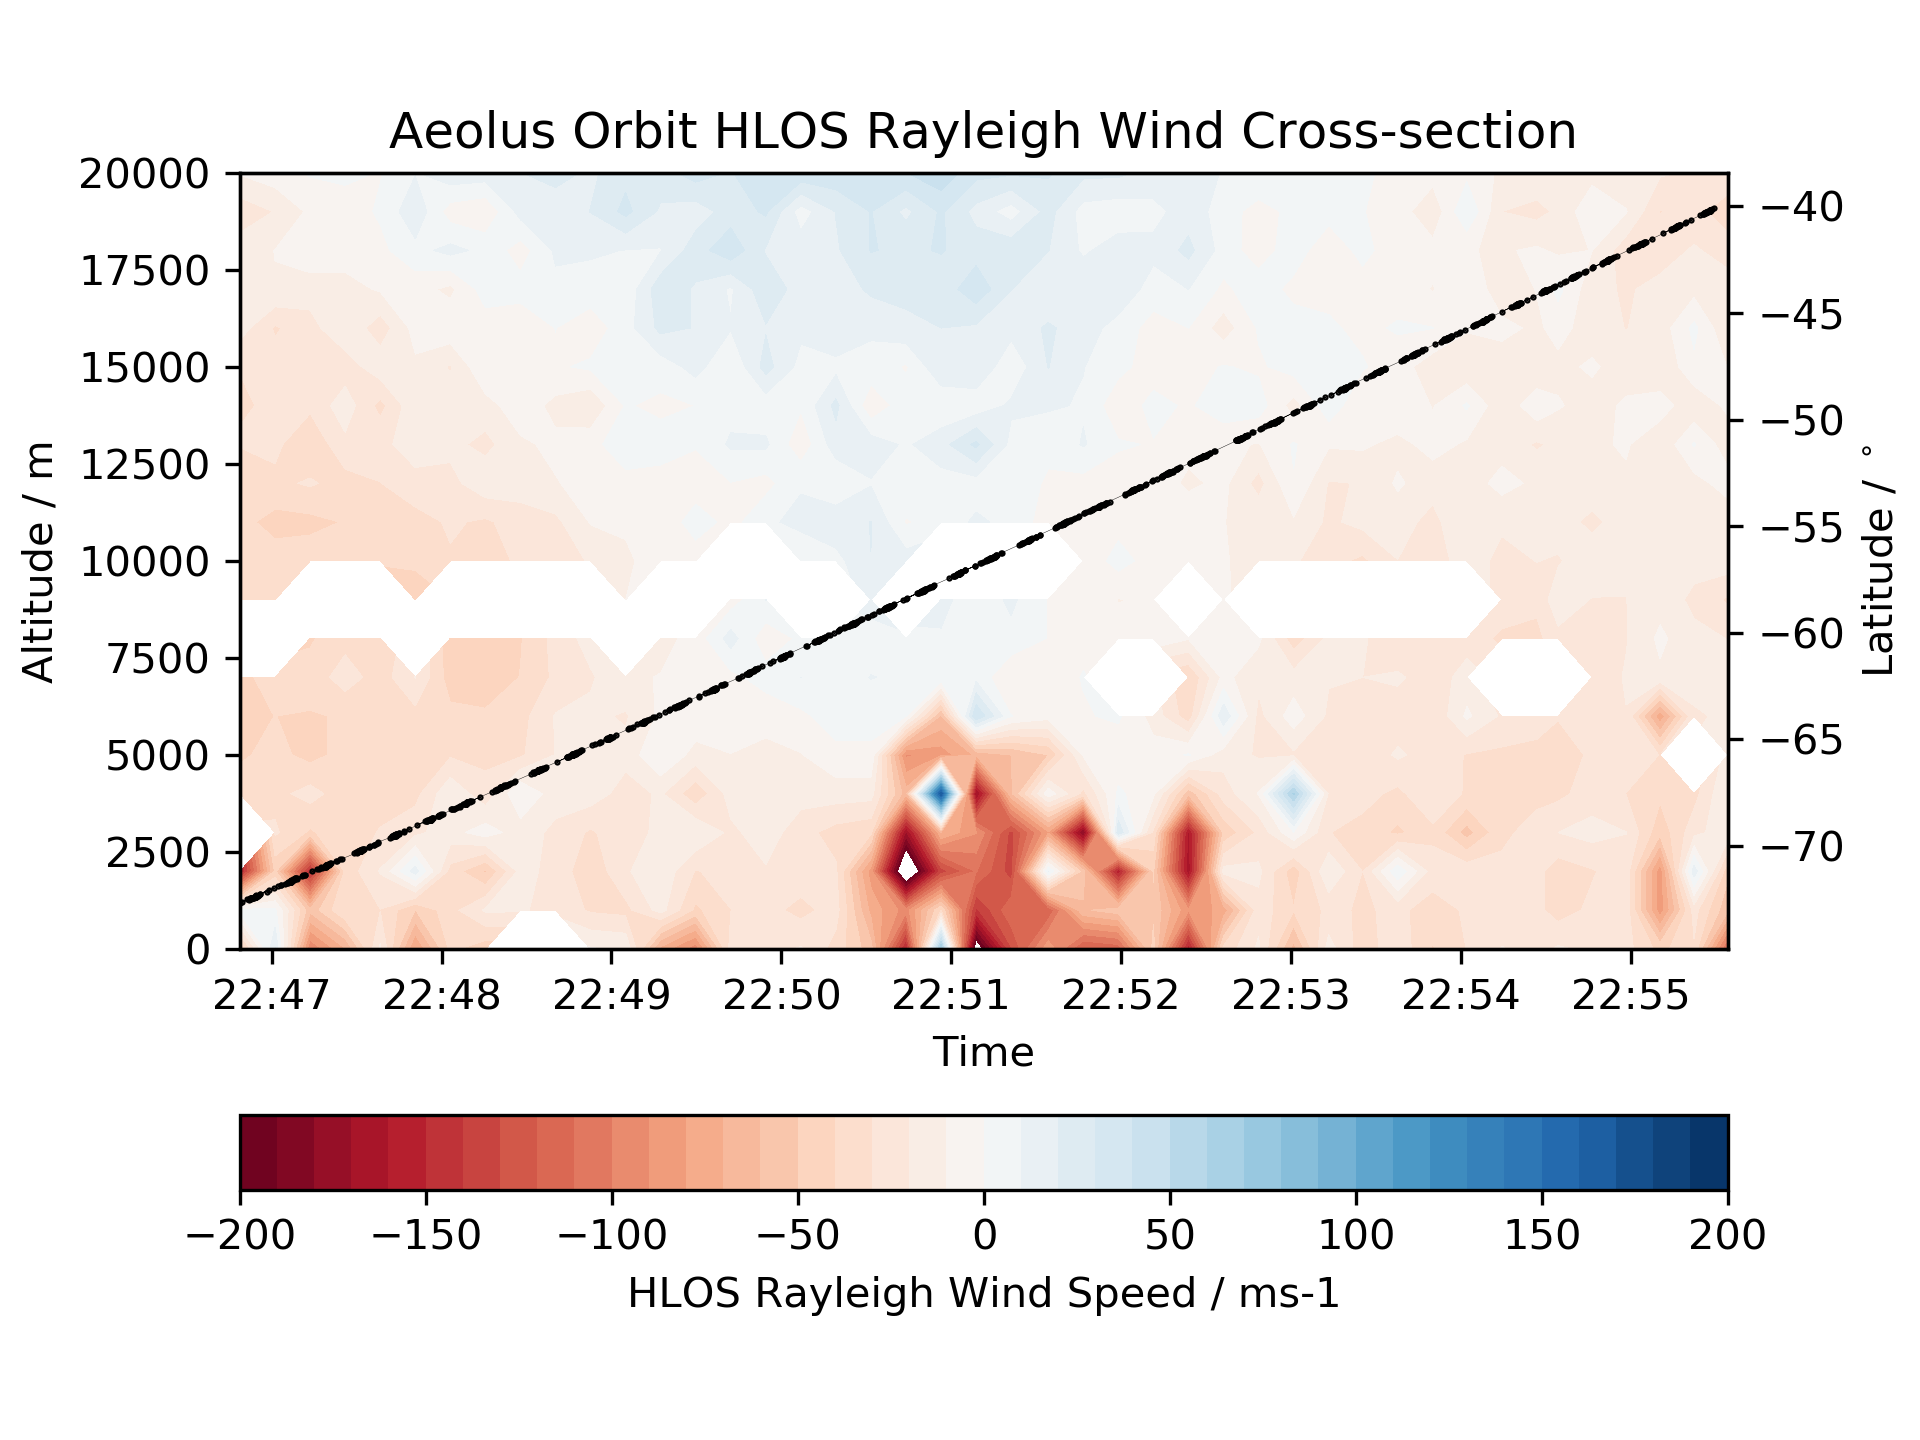 Aeolus Orbit HLOS Rayleigh Wind Cross-section
20000
17500
15000
12500
10000
7500
5000
2500
0
Altitude / m
−40
−45
−50
−55
−60
−65
−70
Latitude / °
22:47 22:48 22:49 22:50 22:51 22:52 22:53 22:54 22:55
Time
−200 −150 −100 −50 0 50 100 150 200
HLOS Rayleigh Wind Speed / ms-1